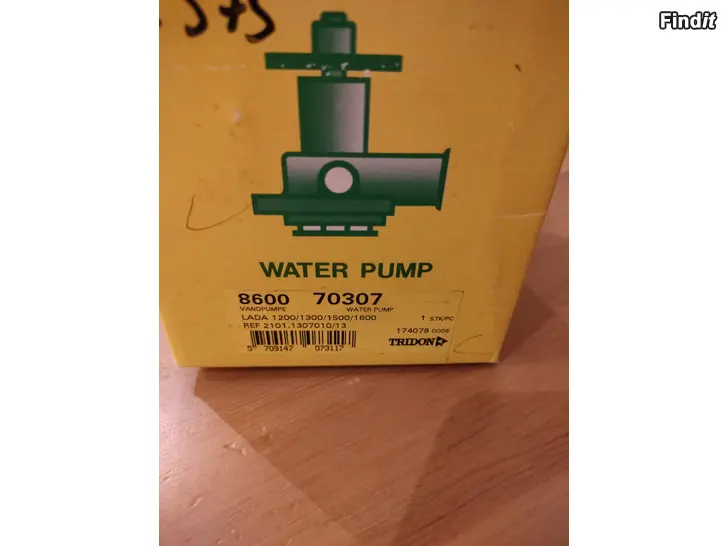 Findit
WATER PUMP
8600 70307
VANDPUMPE WATER PUMP
LADA 1200/1300/1500/1600 1 STK/PC
REF 2101.1307010/13
174078 CODE
5 709147 073117
TRIDON